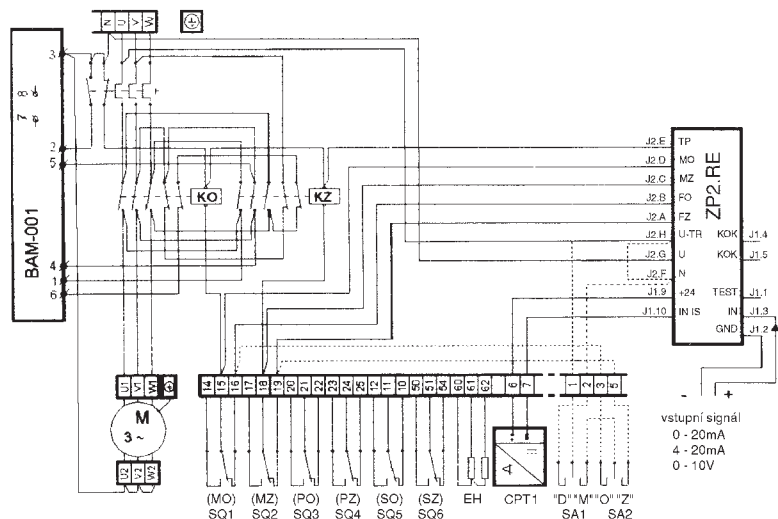 N U V W
BAM-001
3
7 8
2
5
4
1
6
KO
KZ
ZP2.RE
J2.E TP
J2.D MO
J2.C MZ
J2.B FO
J2.A FZ
J2.H U-TR KOK J1.4
J2.G U KOK J1.5
J2.F N
J1.9 +24 TEST J1.1
J1.10 IN IS IN J1.3
GND J1.2
- +
vstupní signál
0 - 20mA
4 - 20mA
0 - 10V
U1 V1 W1
M
3 ~
U2 V2 W2
14 15 16 17 18 19 20 21 22 23 24 25 12 11 10 50 51 54 60 61 62 6 7 1 2 3 5
A
(MO) (MZ) (PO) (PZ) (SO) (SZ) EH CPT1 "D" "M" "O" "Z"
SQ1 SQ2 SQ3 SQ4 SQ5 SQ6 SA1 SA2